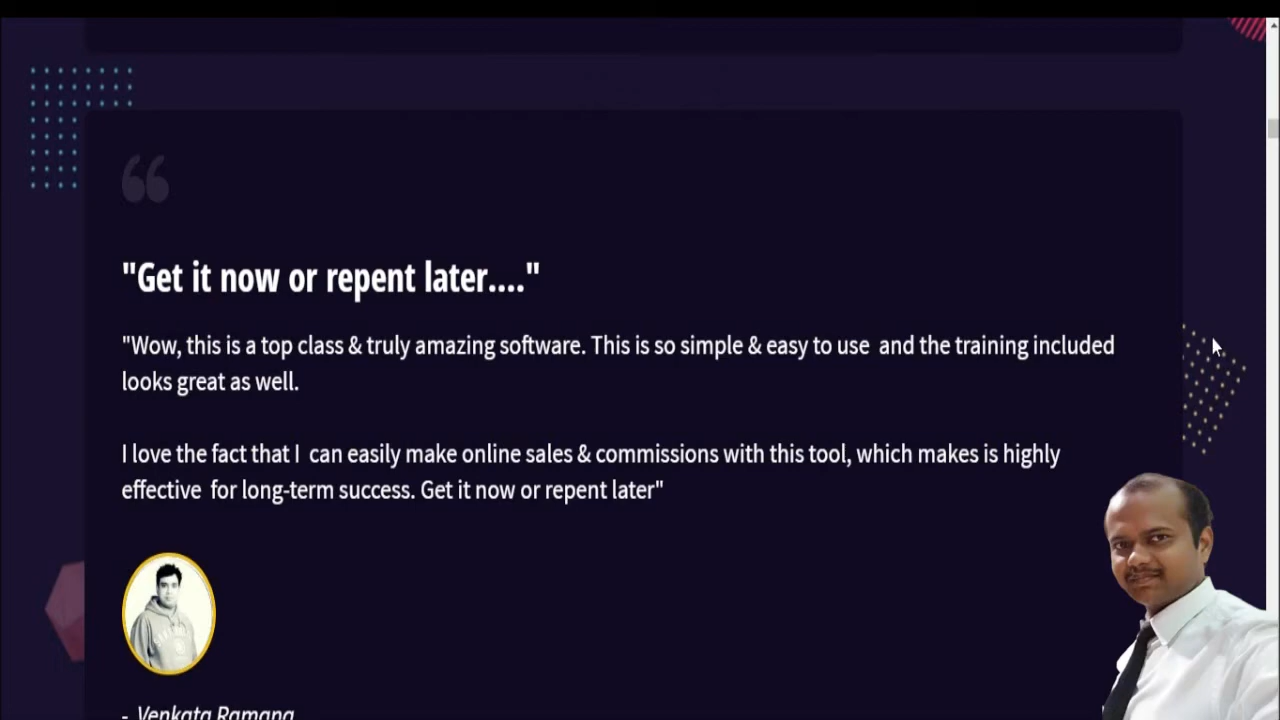 "Get it now or repent later...."
"Wow, this is a top class & truly amazing software. This is so simple & easy to use and the training included
looks great as well.
I love the fact that I can easily make online sales & commissions with this tool, which makes is highly
effective for long-term success. Get it now or repent later"
- Venkata Ramana